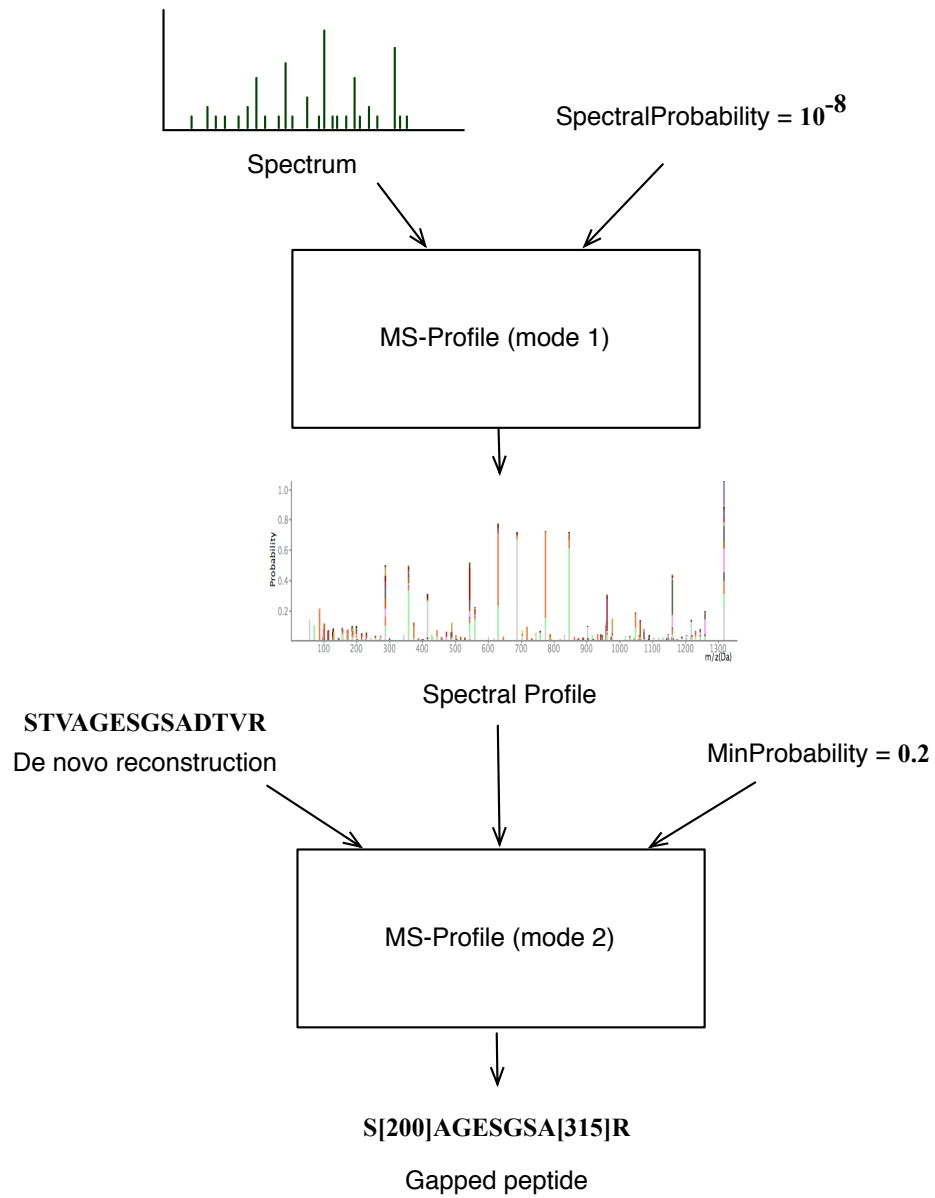 Spectrum
SpectralProbability = 10^-8
MS-Profile (mode 1)
1.0
0.8
0.6
0.4
0.2
Probability
100 200 300 400 500 600 700 800 900 1000 1100 1200 1300
m/z(Da)
Spectral Profile
STVAGESGSADTVR
De novo reconstruction
MinProbability = 0.2
MS-Profile (mode 2)
S[200]AGESGSA[315]R
Gapped peptide